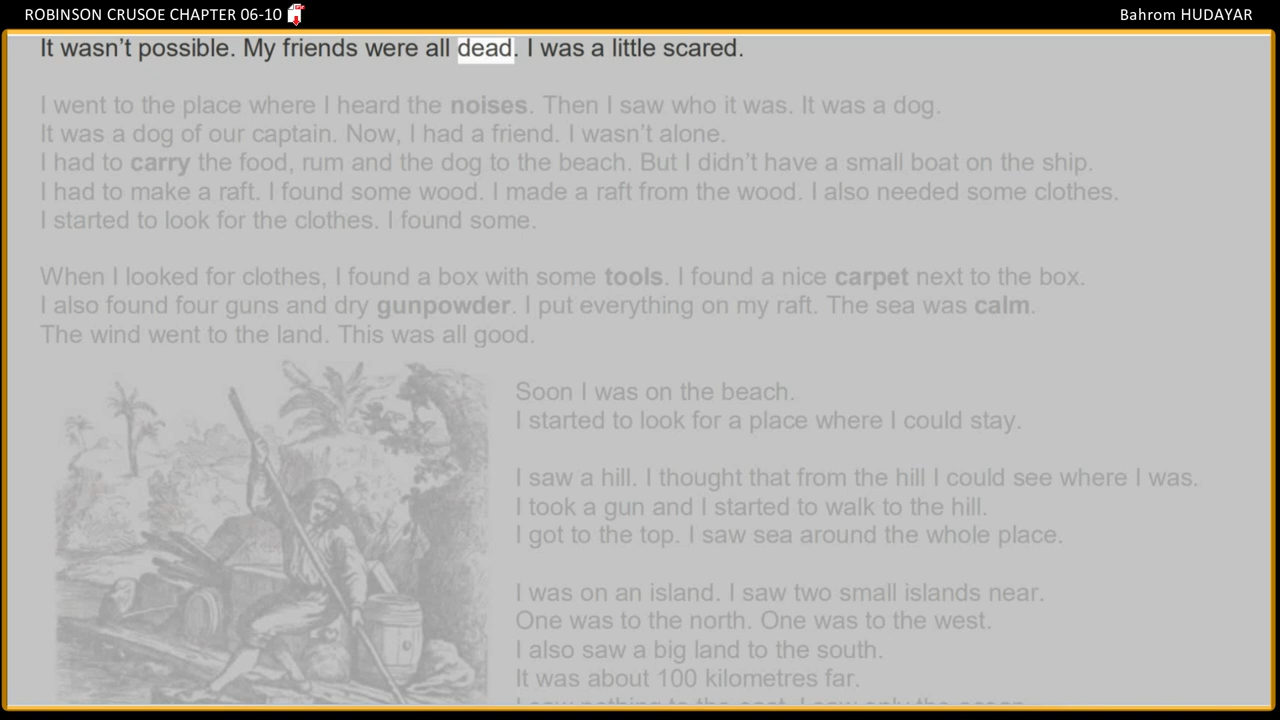 ROBINSON CRUSOE CHAPTER 06-10
Bahrom HUDAYAR
It wasn’t possible. My friends were all dead. I was a little scared.
I went to the place where I heard the noises. Then I saw who it was. It was a dog.
It was a dog of our captain. Now, I had a friend. I wasn’t alone.
I had to carry the food, rum and the dog to the beach. But I didn’t have a small boat on the ship.
I had to make a raft. I found some wood. I made a raft from the wood. I also needed some clothes.
I started to look for the clothes. I found some.
When I looked for clothes, I found a box with some tools. I found a nice carpet next to the box.
I also found four guns and dry gunpowder. I put everything on my raft. The sea was calm.
The wind went to the land. This was all good.
Soon I was on the beach.
I started to look for a place where I could stay.
I saw a hill. I thought that from the hill I could see where I was.
I took a gun and I started to walk to the hill.
I got to the top. I saw sea around the whole place.
I was on an island. I saw two small islands near.
One was to the north. One was to the west.
I also saw a big land to the south.
It was about 100 kilometres far.
I saw nothing to the east. I saw only the ocean.